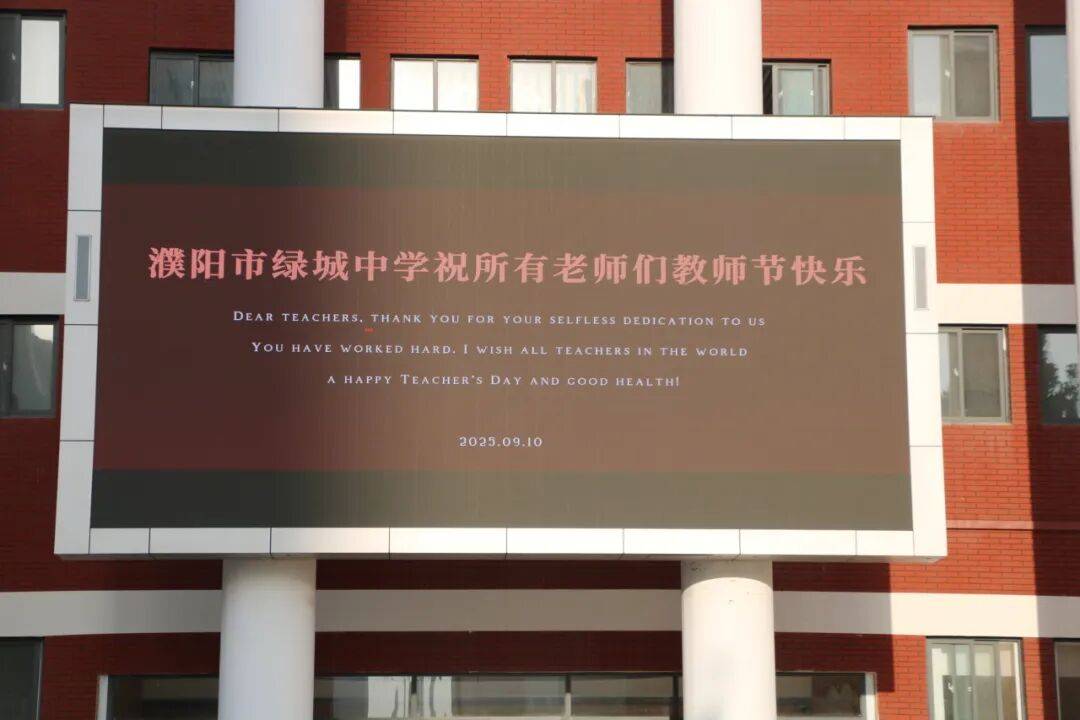 濮阳市绿城中学祝所有老师们教师节快乐
DEAR TEACHERS, THANK YOU FOR YOUR SELFLESS DEDICATION TO US
YOU HAVE WORKED HARD. I WISH ALL TEACHERS IN THE WORLD
A HAPPY TEACHER'S DAY AND GOOD HEALTH!
2025.09.10